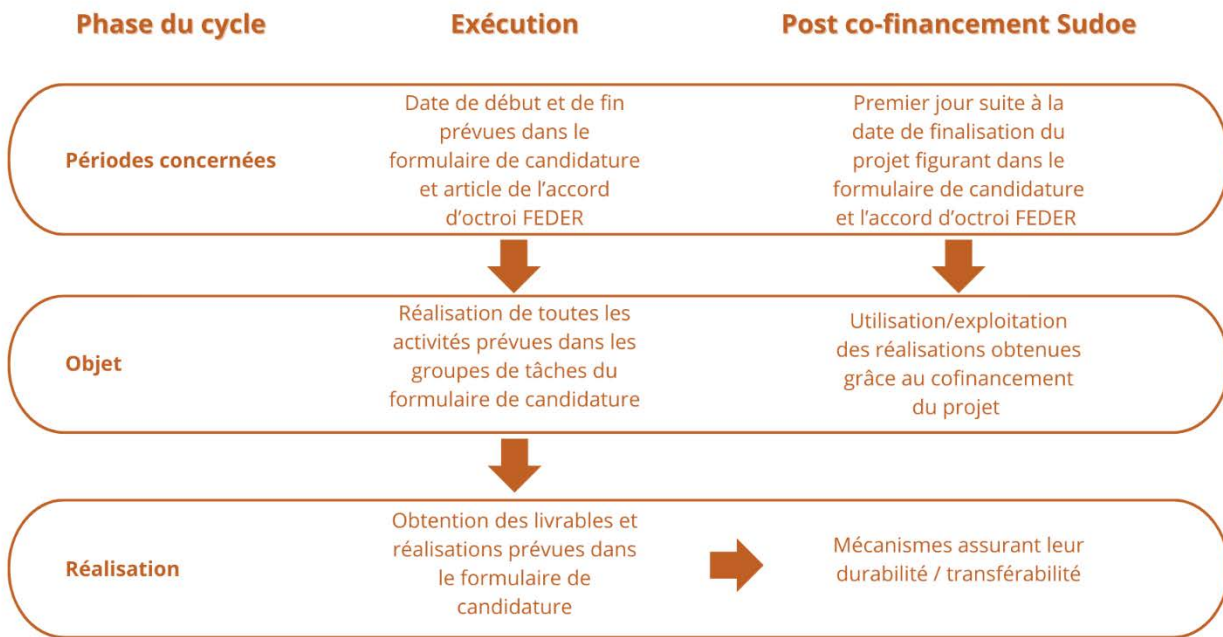 Phase du cycle
Exécution
Post co-financement Sudoe
Périodes concernées
Date de début et de fin
prévues dans le
formulaire de candidature
et article de l’accord
d’octroi FEDER
Premier jour suite à la
date de finalisation du
projet figurant dans le
formulaire de candidature
et l’accord d’octroi FEDER
Objet
Réalisation de toutes les
activités prévues dans les
groupes de tâches du
formulaire de candidature
Utilisation/exploitation
des réalisations obtenues
grâce au cofinancement
du projet
Réalisation
Obtention des livrables et
réalisations prévues dans
le formulaire de
candidature
Mécanismes assurant leur
durabilité / transférabilité